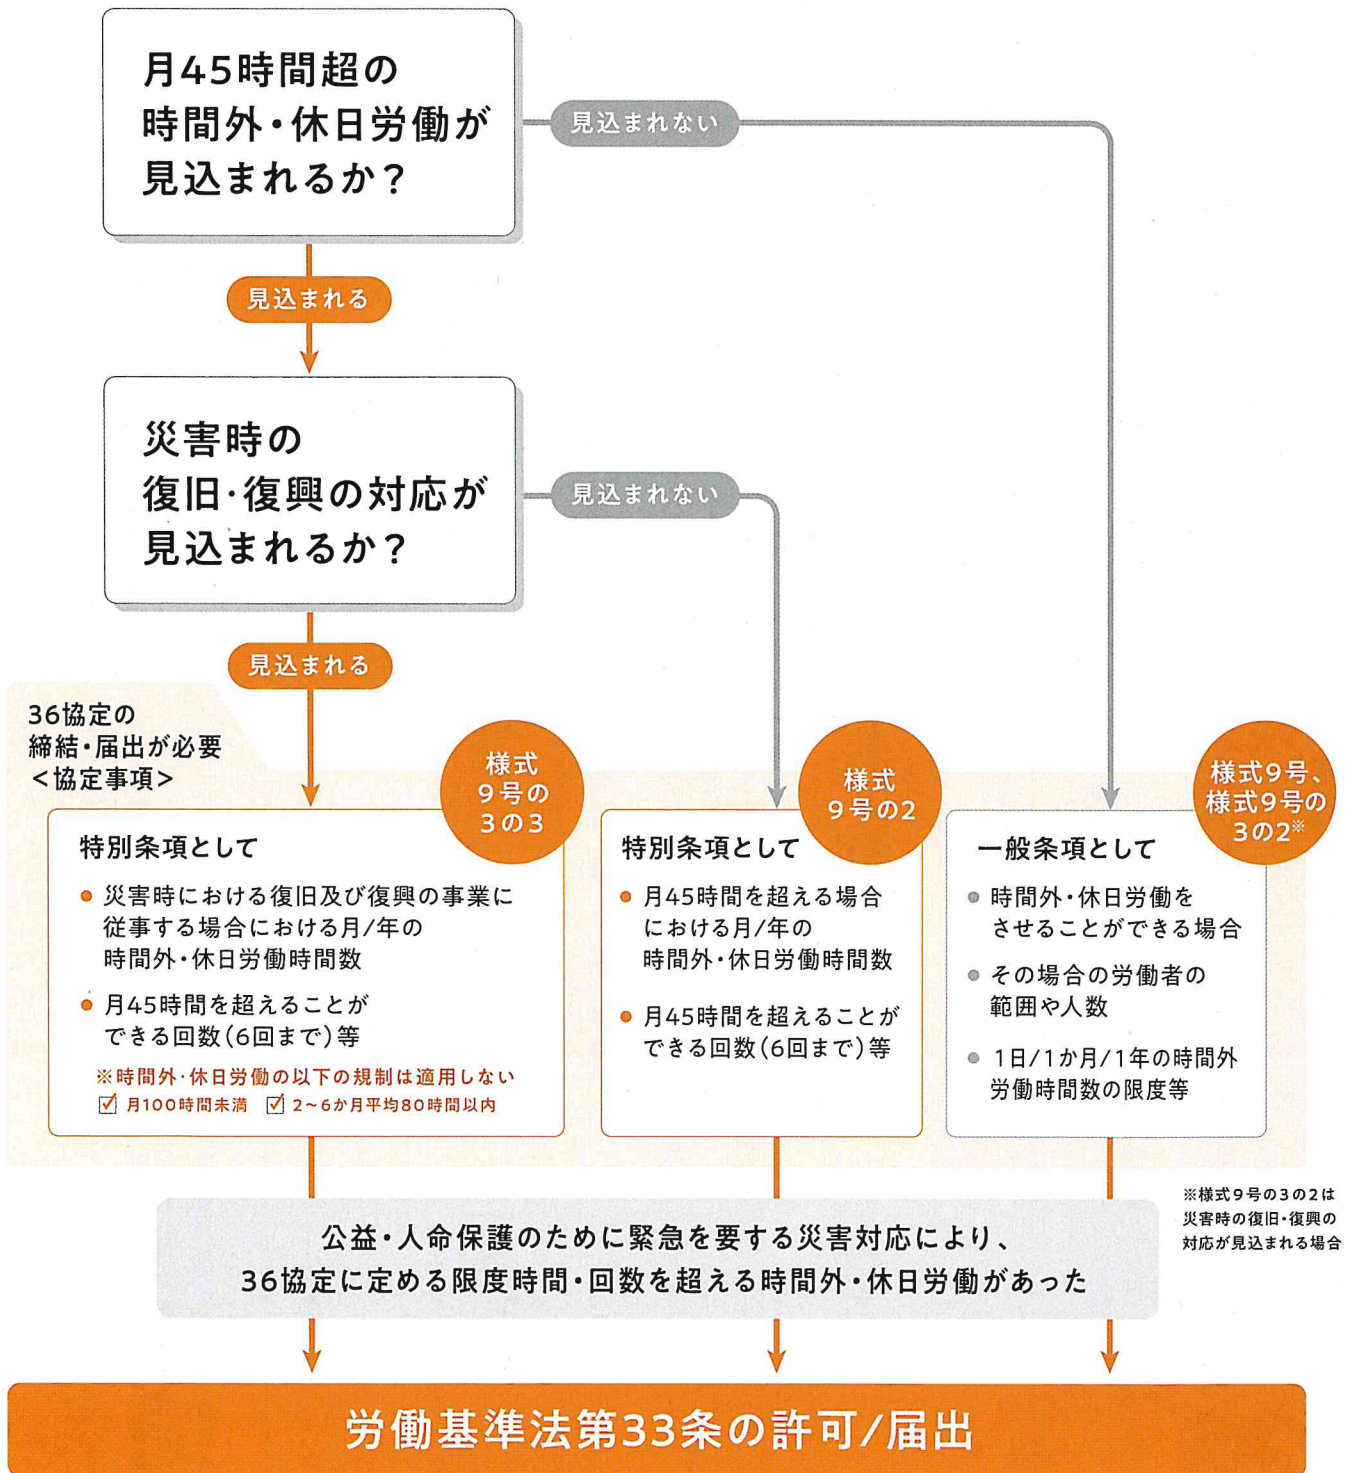 月45時間超の
時間外・休日労働が
見込まれるか？
見込まれない
見込まれる
災害時の
復旧・復興の対応が
見込まれるか？
見込まれない
見込まれる
36協定の
締結・届出が必要
＜協定事項＞
様式
9号の
3の3
特別条項として
● 災害時における復旧及び復興の事業に
従事する場合における月/年の
時間外・休日労働時間数
● 月45時間を超えることが
できる回数（6回まで）等
※時間外・休日労働の以下の規制は適用しない
☑ 月100時間未満 ☑ 2〜6か月平均80時間以内
様式
9号の2
特別条項として
● 月45時間を超える場合
における月/年の
時間外・休日労働時間数
● 月45時間を超えることが
できる回数（6回まで）等
様式9号、
様式9号の
3の2※
一般条項として
● 時間外・休日労働を
させることができる場合
● その場合の労働者の
範囲や人数
● 1日/1か月/1年の時間外
労働時間数の限度等
※様式9号の3の2は
災害時の復旧・復興の
対応が見込まれる場合
公益・人命保護のために緊急を要する災害対応により、
36協定に定める限度時間・回数を超える時間外・休日労働があった
労働基準法第33条の許可/届出